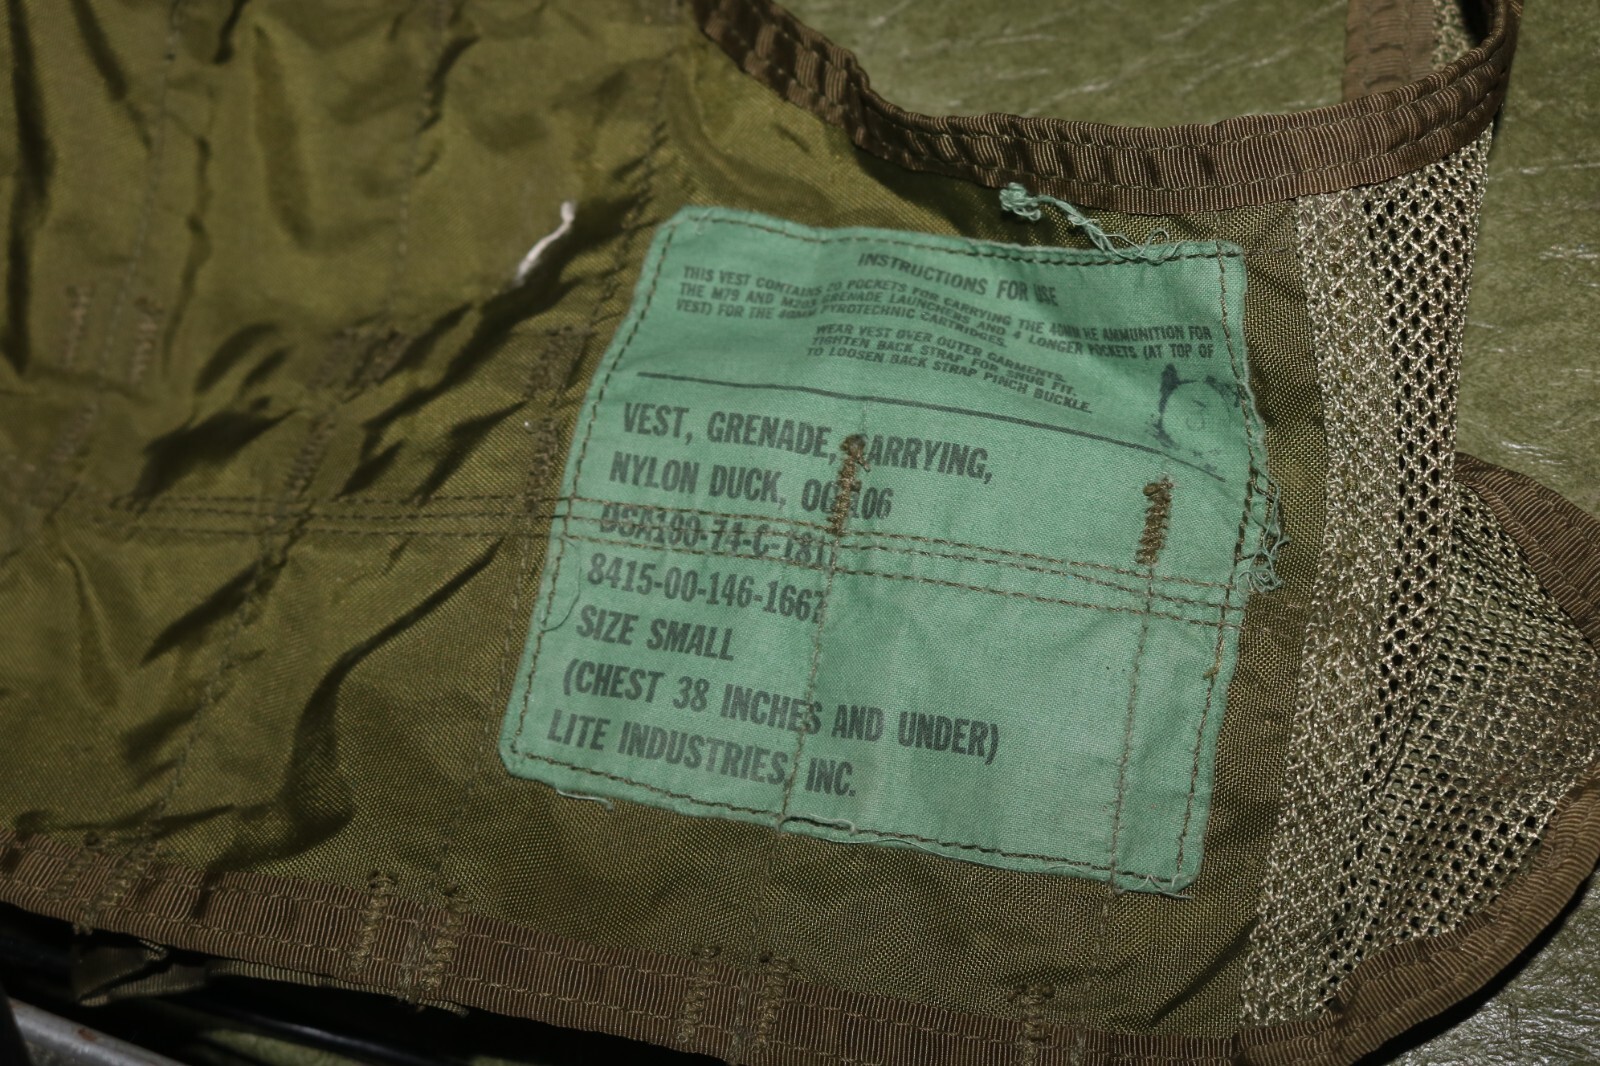 INSTRUCTIONS FOR USE
THIS VEST CONTAINS 20 POCKETS FOR CARRYING THE 40MM HE AMMUNITION FOR
THE M79 AND M203 GRENADE LAUNCHERS AND 4 LONGER POCKETS (AT TOP OF
VEST) FOR THE 40MM PYROTECHNIC CARTRIDGES.
WEAR VEST OVER OUTER GARMENTS.
TIGHTEN BACK STRAP FOR SNUG FIT.
TO LOOSEN BACK STRAP PINCH BUCKLE.
VEST, GRENADE, CARRYING,
NYLON DUCK, OG 106
DSA100-74-C-181
8415-00-146-1667
SIZE SMALL
(CHEST 38 INCHES AND UNDER)
LITE INDUSTRIES, INC.